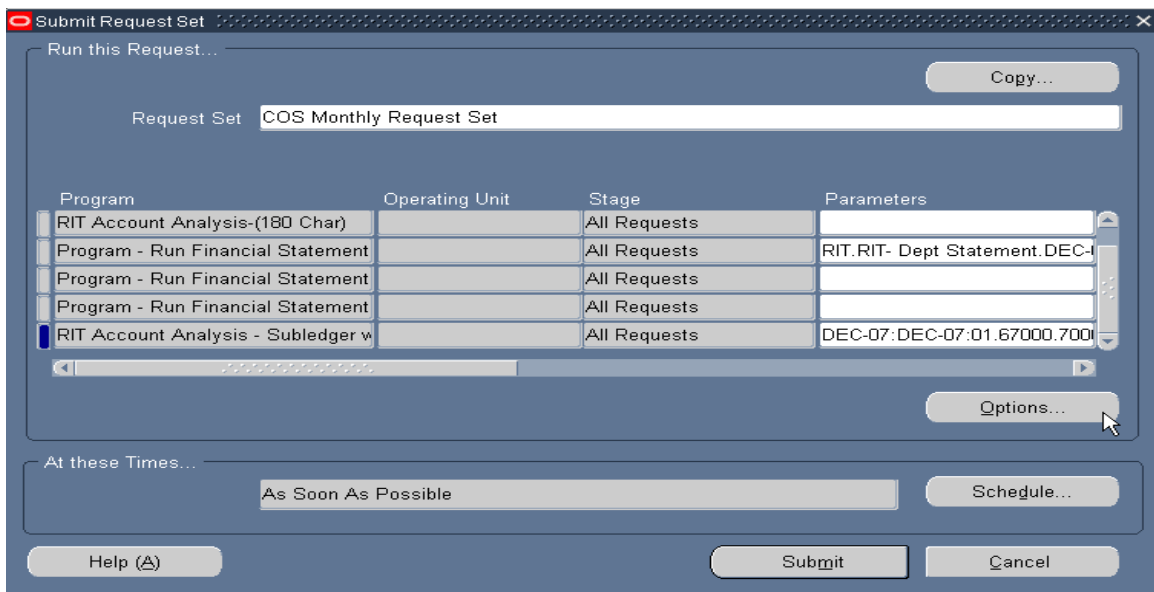 Submit Request Set
Run this Request...
Copy...
Request Set COS Monthly Request Set
Program Operating Unit Stage Parameters
RIT Account Analysis-(180 Char) All Requests
Program - Run Financial Statement All Requests RIT.RIT- Dept Statement.DEC-
Program - Run Financial Statement All Requests
Program - Run Financial Statement All Requests
RIT Account Analysis - Subledger w All Requests DEC-07:DEC-07:01.67000.700
Options...
At these Times...
As Soon As Possible Schedule...
Help (A) Submit Cancel